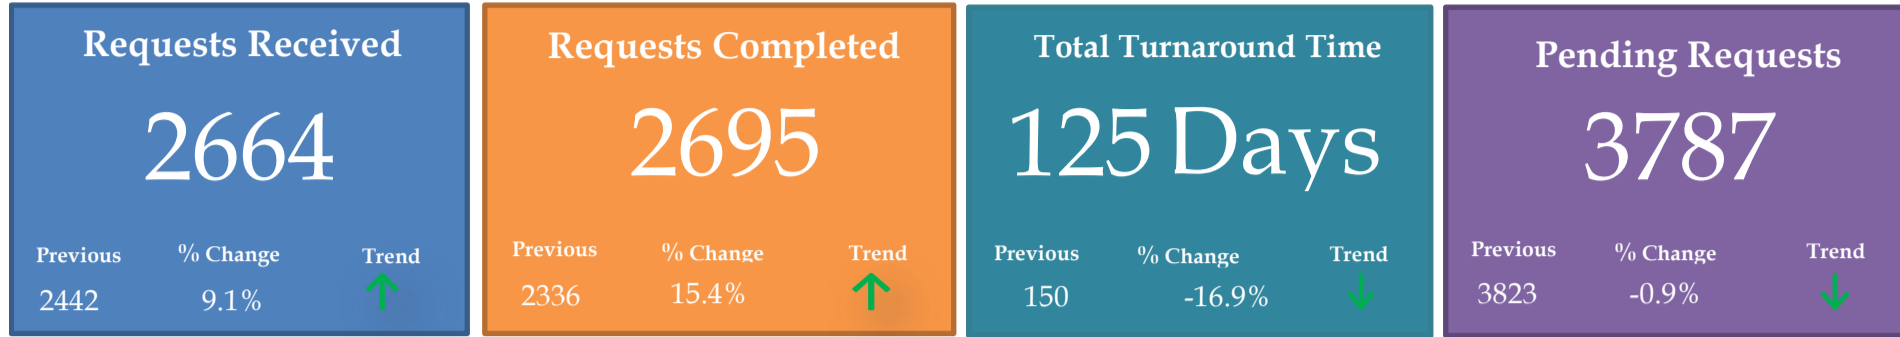 Requests Received
2664
Previous % Change Trend
2442 9.1%
Requests Completed
2695
Previous % Change Trend
2336 15.4%
Total Turnaround Time
125 Days
Previous % Change Trend
150 -16.9%
Pending Requests
3787
Previous % Change Trend
3823 -0.9%